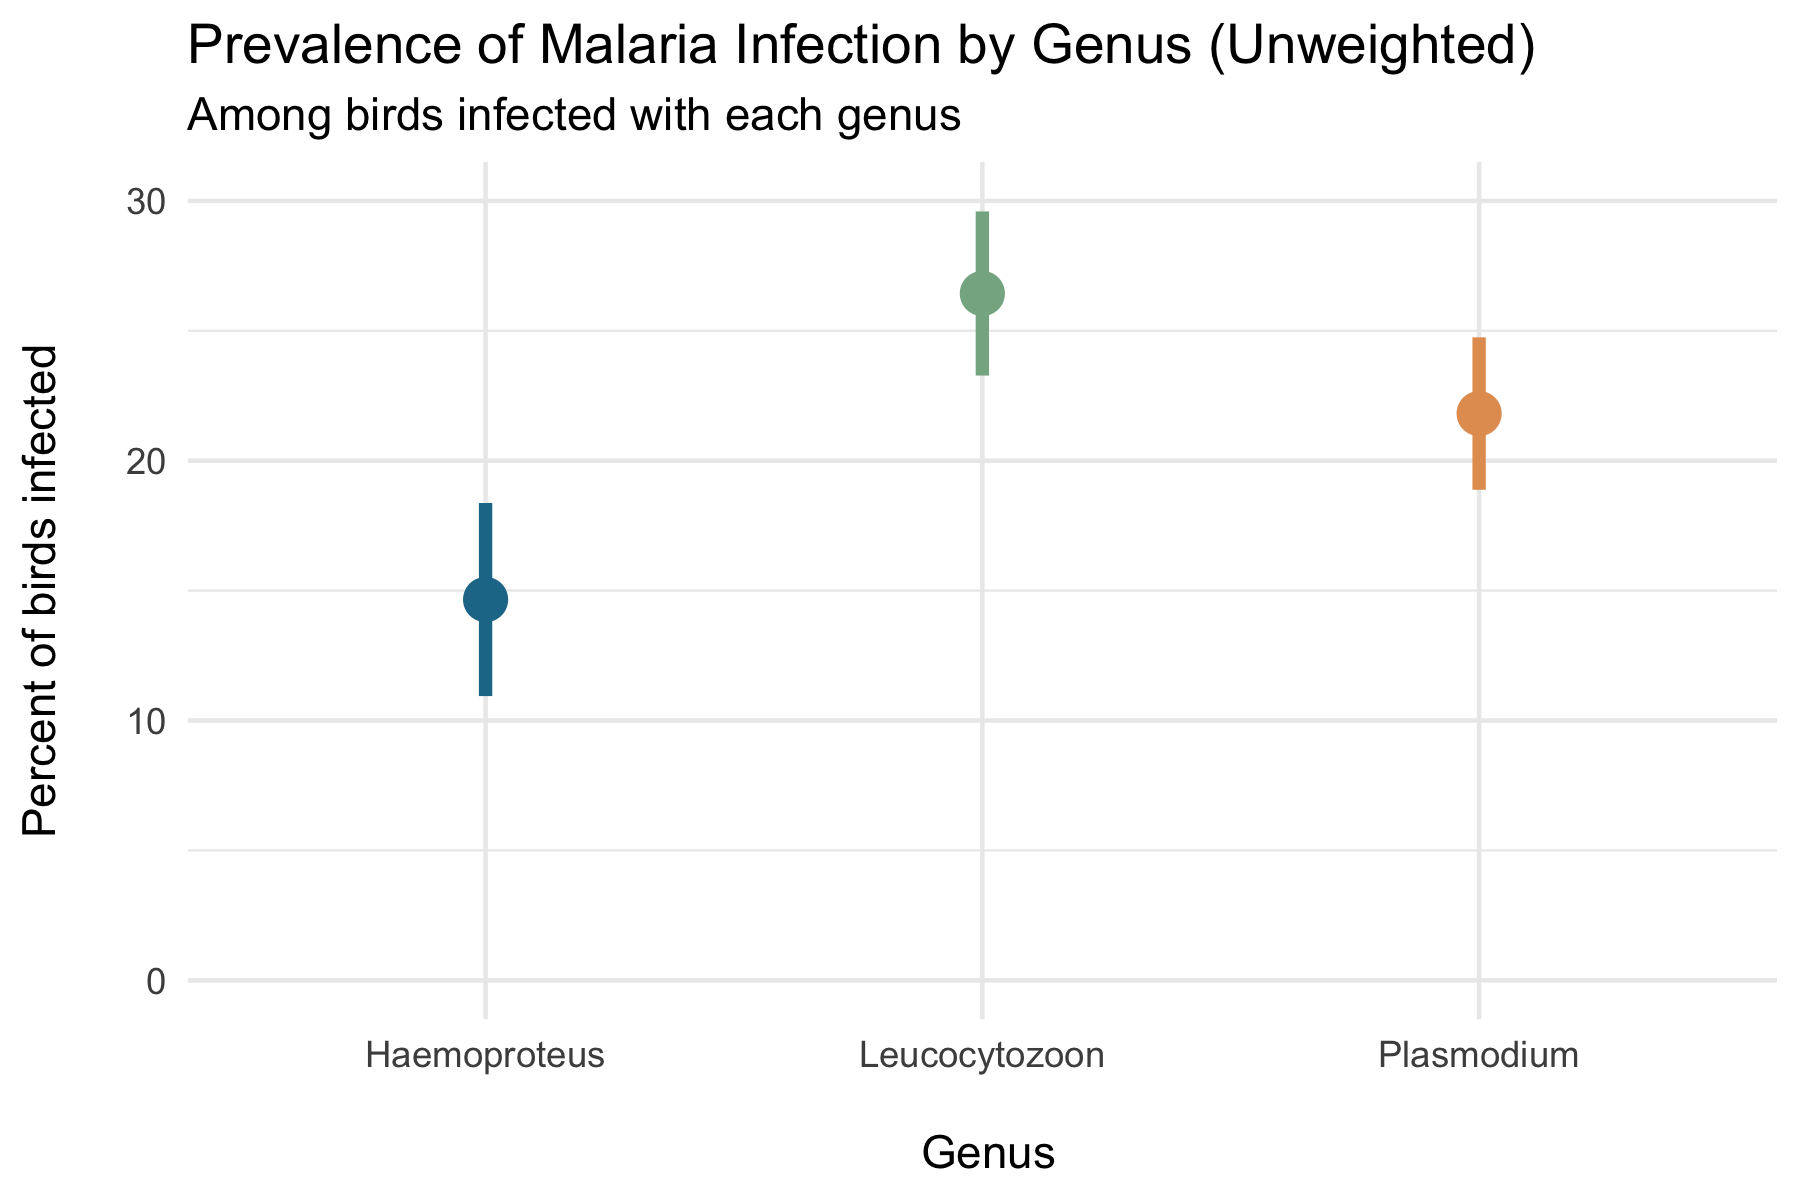 Prevalence of Malaria Infection by Genus (Unweighted)
Among birds infected with each genus
Percent of birds infected
30
20
10
0
Haemoproteus
Leucocytozoon
Plasmodium
Genus